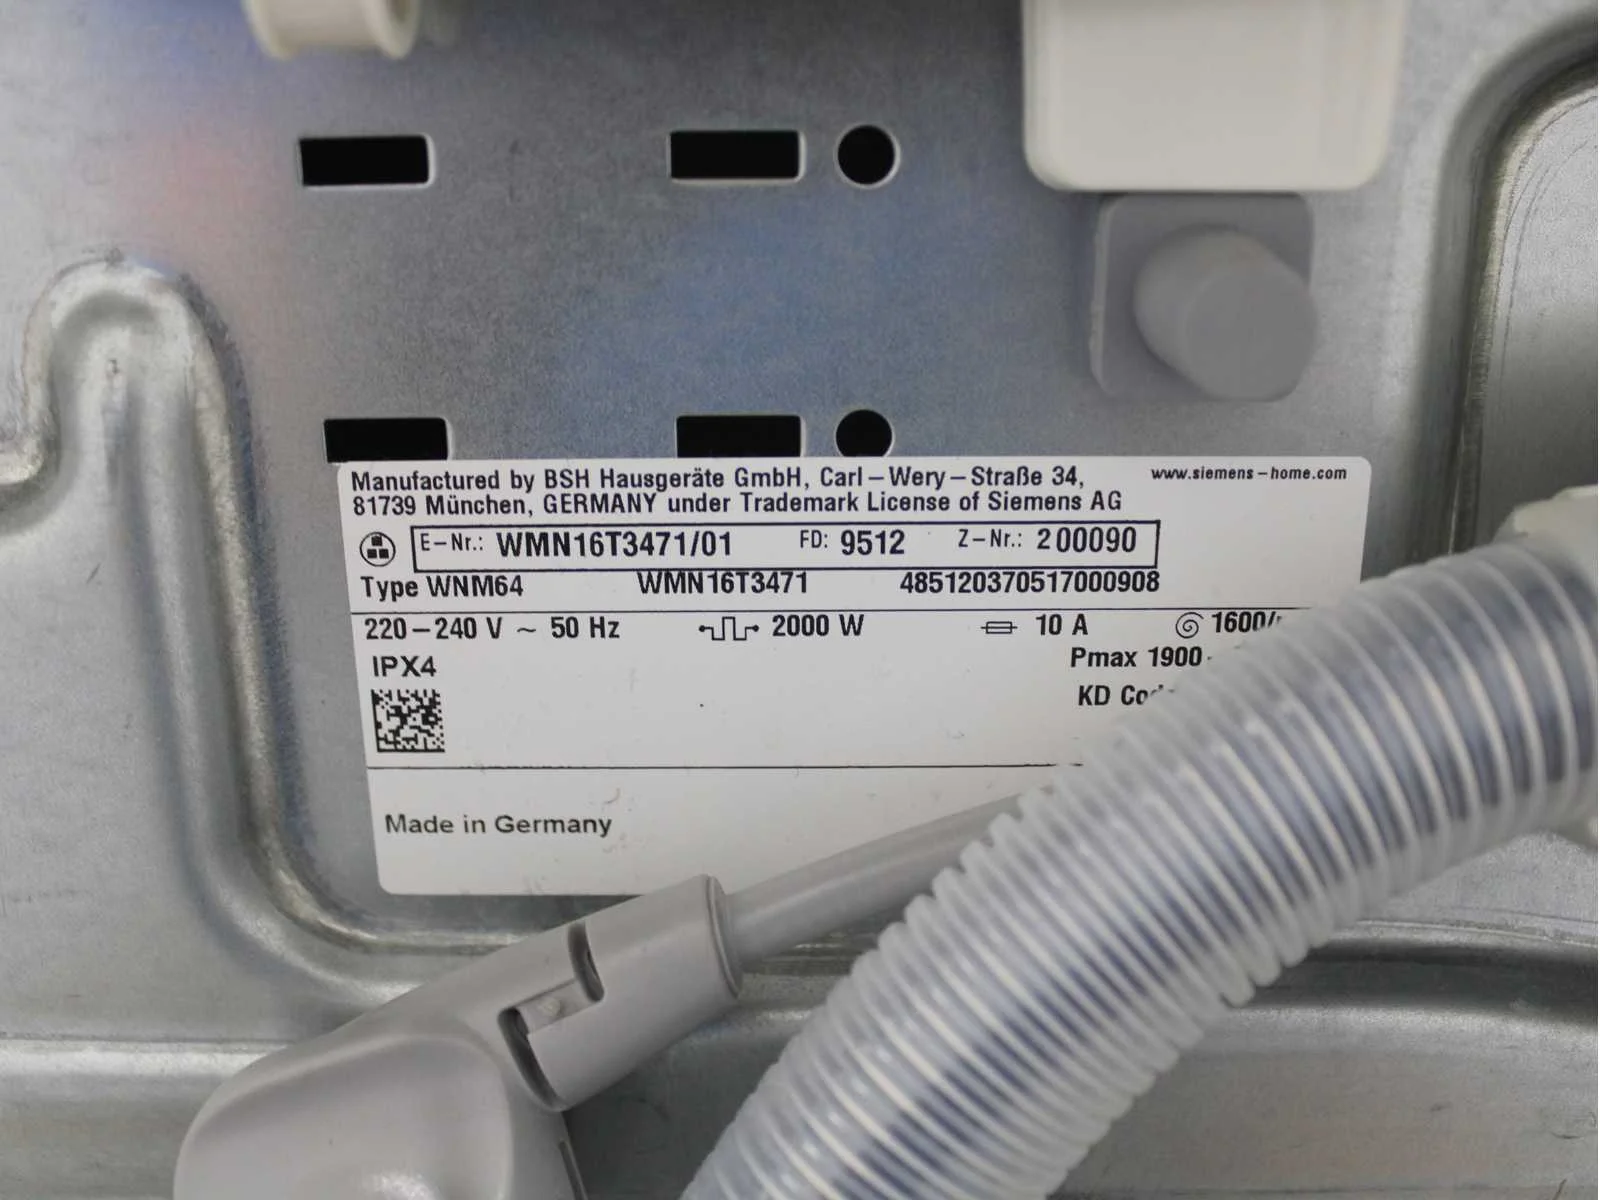 Manufactured by BSH Hausgeräte GmbH, Carl-Wery-Straße 34, www.siemens-home.com
81739 München, GERMANY under Trademark License of Siemens AG
E-Nr.: WMN16T3471/01 FD: 9512 Z-Nr.: 200090
Type WNM64 WMN16T3471 485120370517000908
220-240 V ~ 50 Hz 2000 W 10 A 1600/
IPX4 Pmax 1900
KD
Made in Germany